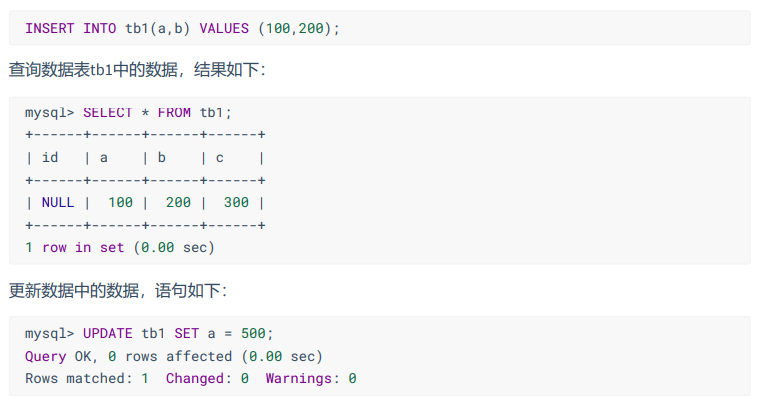 INSERT INTO tb1(a,b) VALUES (100,200);
查询数据表tb1中的数据，结果如下：
mysql> SELECT * FROM tb1;
+------+------+------+------+
| id   | a    | b    | c    |
+------+------+------+------+
| NULL |  100 |  200 |  300 |
+------+------+------+------+
1 row in set (0.00 sec)
更新数据中的数据，语句如下：
mysql> UPDATE tb1 SET a = 500;
Query OK, 0 rows affected (0.00 sec)
Rows matched: 1  Changed: 0  Warnings: 0